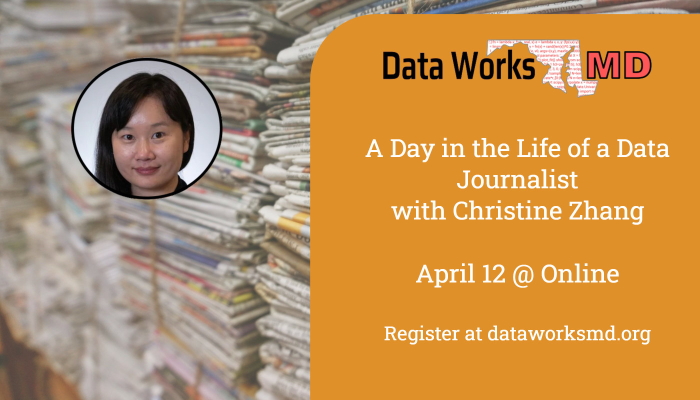 Data Works MD
A Day in the Life of a Data
Journalist
with Christine Zhang
April 12 @ Online
Register at dataworksmd.org